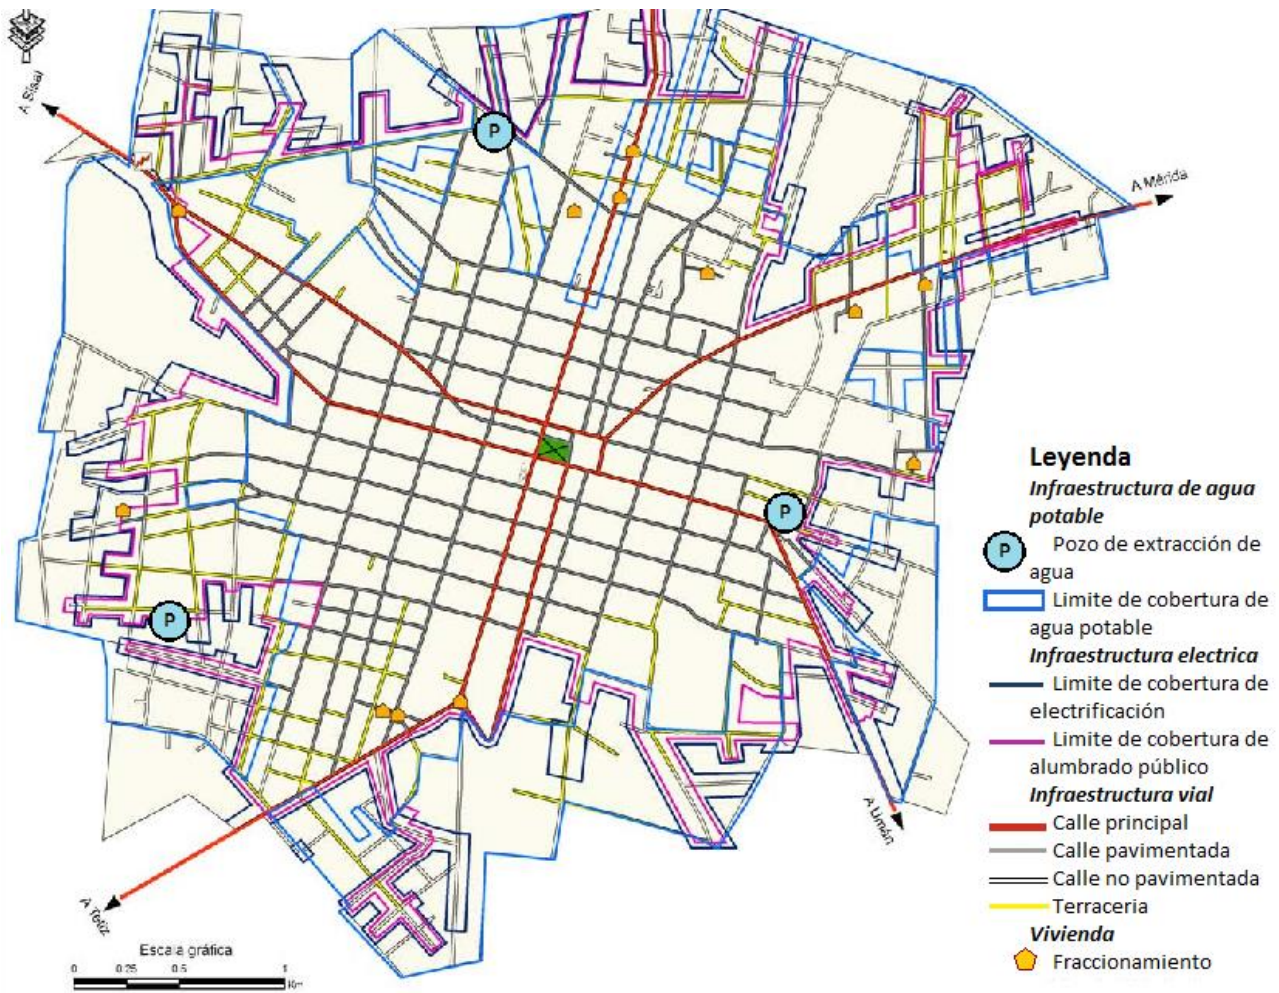 A Sisal
P
A Mérida
P
P
A Limón
A Tetiz
Escala gráfica
0 0.25 0.5 1
Km
Leyenda
Infraestructura de agua
potable
P Pozo de extracción de
agua
Limite de cobertura de
agua potable
Infraestructura electrica
Limite de cobertura de
electrificación
Limite de cobertura de
alumbrado público
Infraestructura vial
Calle principal
Calle pavimentada
Calle no pavimentada
Terraceria
Vivienda
Fraccionamiento